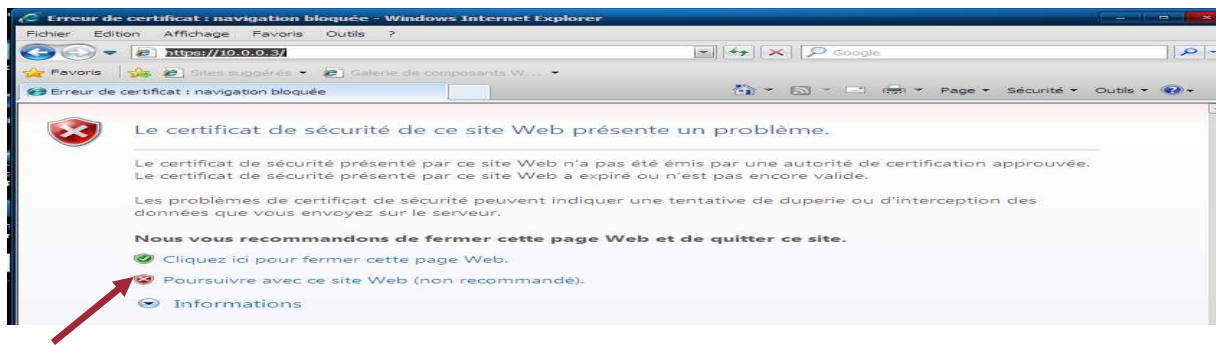 Erreur de certificat : navigation bloquée - Windows Internet Explorer
Fichier Edition Affichage Favoris Outils ?
https://10.0.0.3/ Google
Favoris Sites suggérés Galerie de composants W...
Erreur de certificat : navigation bloquée Page Sécurité Outils
Le certificat de sécurité de ce site Web présente un problème.
Le certificat de sécurité présenté par ce site Web n'a pas été émis par une autorité de certification approuvée.
Le certificat de sécurité présenté par ce site Web a expiré ou n'est pas encore valide.
Les problèmes de certificat de sécurité peuvent indiquer une tentative de duperie ou d'interception des
données que vous envoyez sur le serveur.
Nous vous recommandons de fermer cette page Web et de quitter ce site.
Cliquez ici pour fermer cette page Web.
Poursuivre avec ce site Web (non recommandé).
Informations